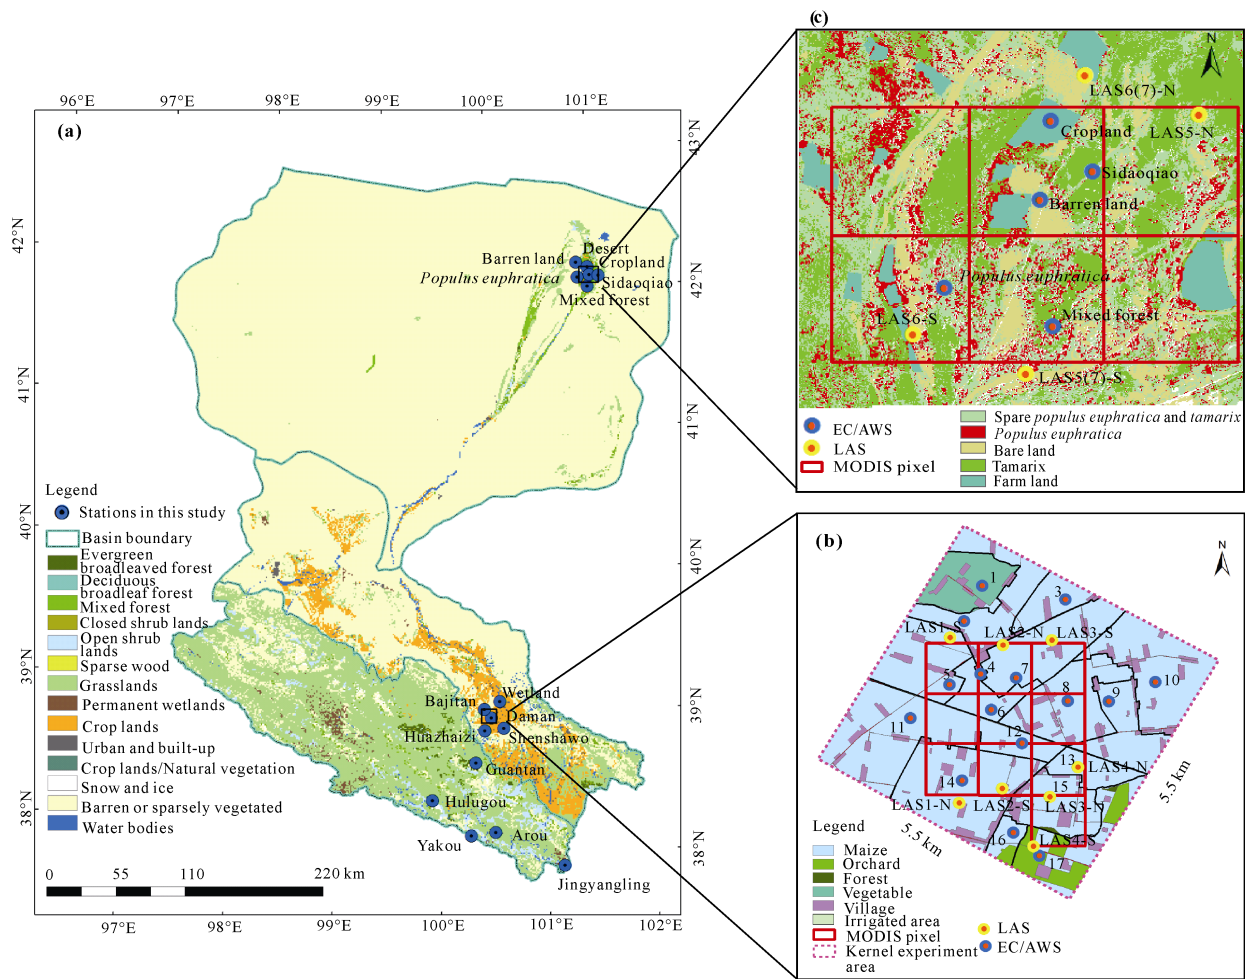 (a)
96°E 97°E 98°E 99°E 100°E 101°E
43°N
42°N
42°N
41°N
41°N
40°N
40°N
39°N
39°N
38°N
38°N
97°E 98°E 99°E 100°E 101°E 102°E
Desert
Barren land
Cropland
Populus euphratica
Sidaoqiao
Mixed forest
Wetland
Bajitan
Daman
Huazhaizi
Shenshawo
Guantan
Hulugou
Arou
Yakou
Jingyangling
Legend
Stations in this study
Basin boundary
Evergreen
broadleaved forest
Deciduous
broadleaf forest
Mixed forest
Closed shrub lands
Open shrub
lands
Sparse wood
Grasslands
Permanent wetlands
Crop lands
Urban and built-up
Crop lands/Natural vegetation
Snow and ice
Barren or sparsely vegetated
Water bodies
0 55 110 220 km
(c)
N
LAS6(7)-N
Cropland
LAS5-N
Sidaoqiao
Barren land
Populus euphratica
LAS6-S
Mixed forest
LAS5(7)-S
EC/AWS
LAS
MODIS pixel
Spare populus euphratica and tamarix
Populus euphratica
Bare land
Tamarix
Farm land
(b)
N
1
3
LAS1-S
LAS2-N
LAS3-S
5
4
7
10
8
9
6
11
12
13
LAS4-N
14
15
LAS1-N
LAS2-S
LAS3-N
16
LAS4-S
17
5.5 km
5.5 km
Legend
Maize
Orchard
Forest
Vegetable
Village
Irrigated area
MODIS pixel
Kernel experiment
area
LAS
EC/AWS